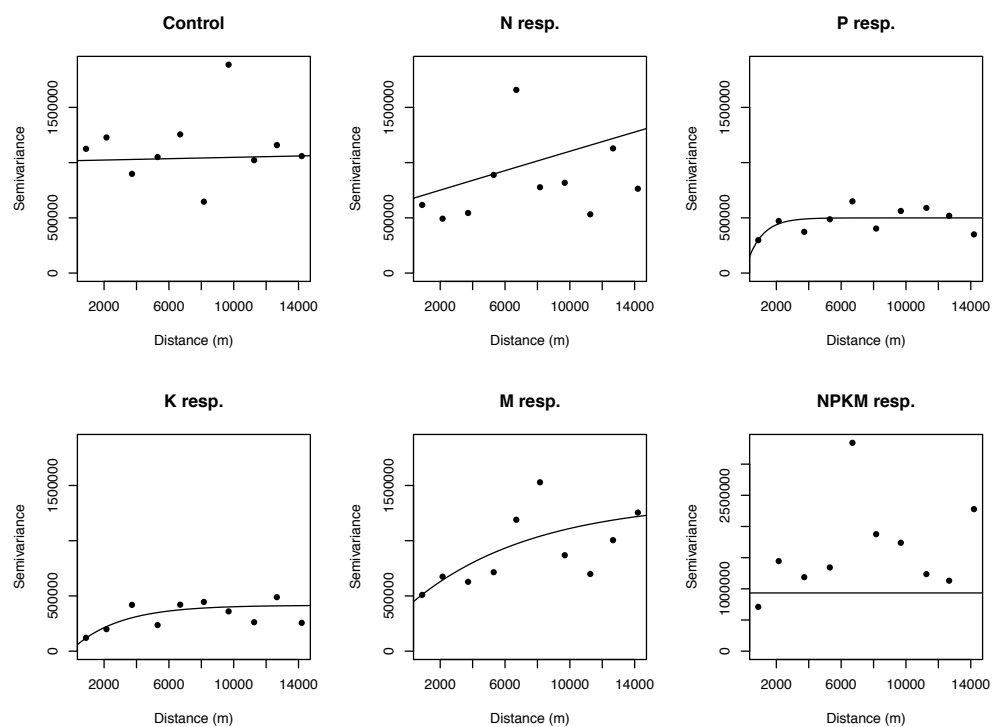 Control
N resp.
P resp.
Semivariance
0
500000
1500000
2000
6000
10000
14000
Distance (m)
Semivariance
0
500000
1500000
2000
6000
10000
14000
Distance (m)
Semivariance
0
500000
1500000
2000
6000
10000
14000
Distance (m)
K resp.
M resp.
NPKM resp.
Semivariance
0
500000
1500000
2000
6000
10000
14000
Distance (m)
Semivariance
0
500000
1500000
2000
6000
10000
14000
Distance (m)
Semivariance
0
1000000
2500000
2000
6000
10000
14000
Distance (m)